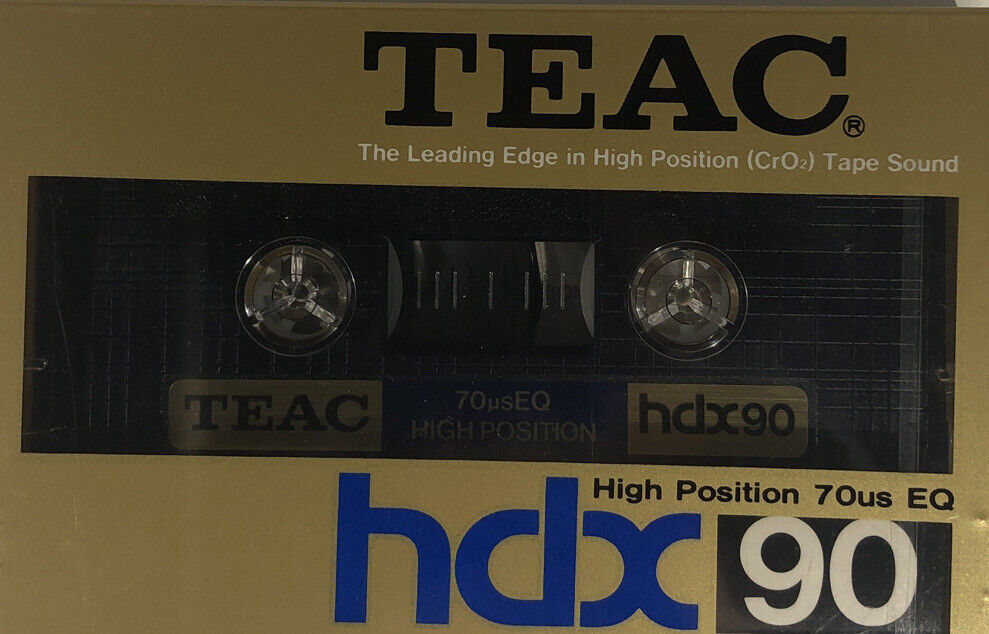 TEAC®
The Leading Edge in High Position (CrO₂) Tape Sound
TEAC
70µsEQ
HIGH POSITION
hdx90
High Position 70us EQ
hdx 90